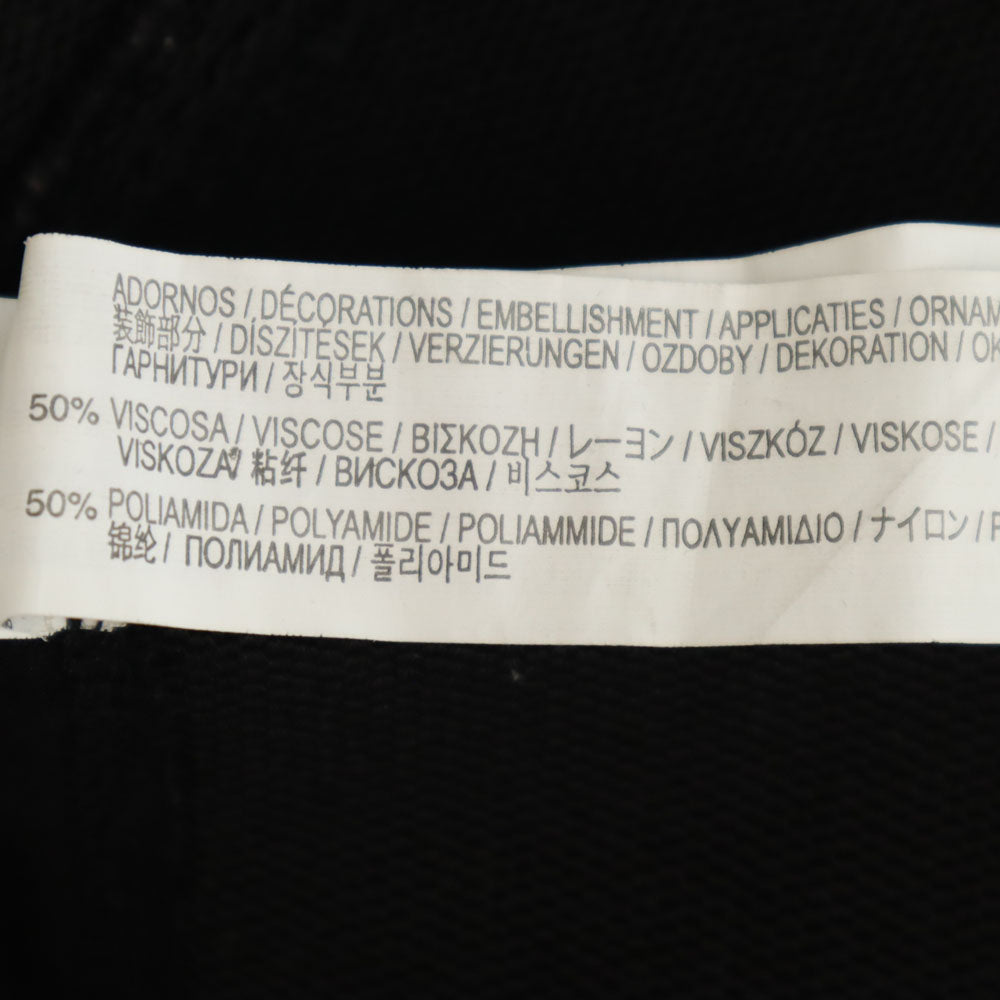 ADORNOS / DÉCORATIONS / EMBELLISHMENT / APPLICATIES / ORNAM
装飾部分 / DÍSZÍTÉSEK / VERZIERUNGEN / OZDOBY / DEKORATION / OK
ГАРНИТУРИ / 장식부분
50% VISCOSA / VISCOSE / ΒΙΣΚΟΖΗ / レーヨン / VISZKÓZ / VISKOSE /
VISKOZA / 粘纤 / ВИСКОЗА / 비스코스
50% POLIAMIDA / POLYAMIDE / POLIAMMIDE / ΠΟΛΥΑΜΙΔΙΟ / ナイロン /
锦纶 / ПОЛИАМИД / 폴리아미드